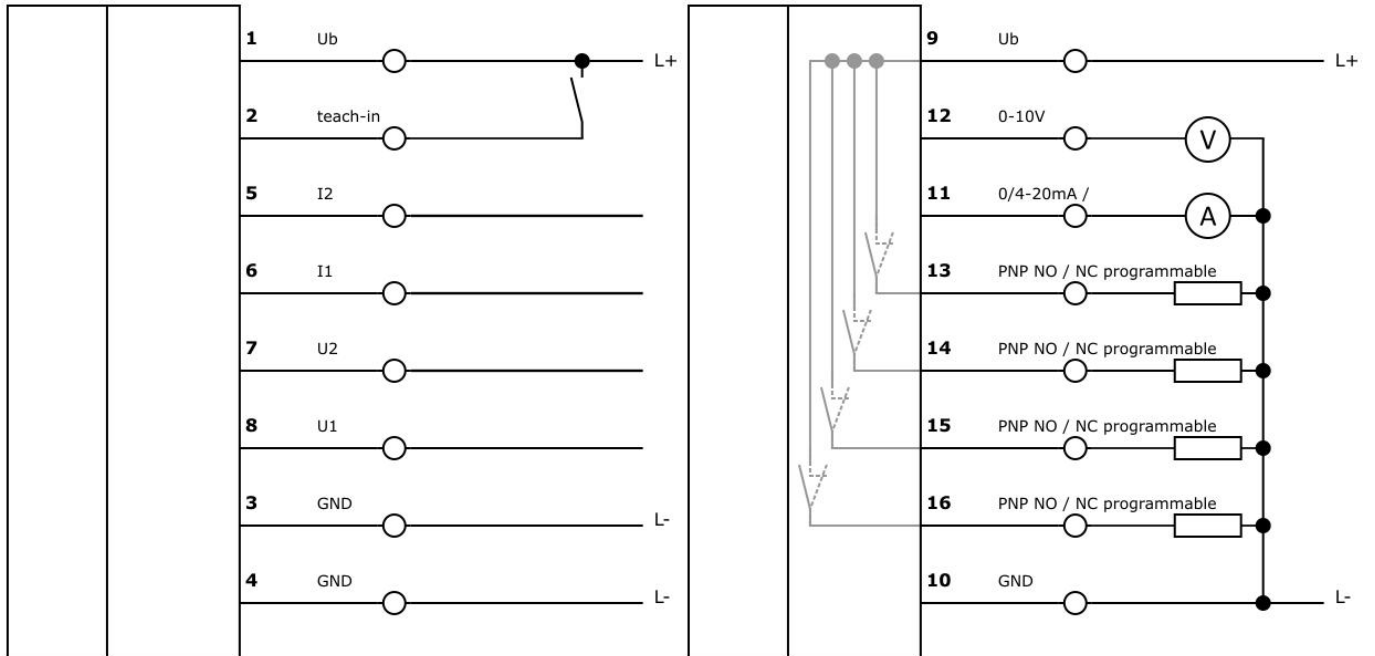 1 Ub
L+
2 teach-in
5 I2
6 I1
7 U2
8 U1
3 GND
L-
4 GND
L-
9 Ub
L+
12 0-10V
V
11 0/4-20mA /
A
13 PNP NO / NC programmable
14 PNP NO / NC programmable
15 PNP NO / NC programmable
16 PNP NO / NC programmable
10 GND
L-